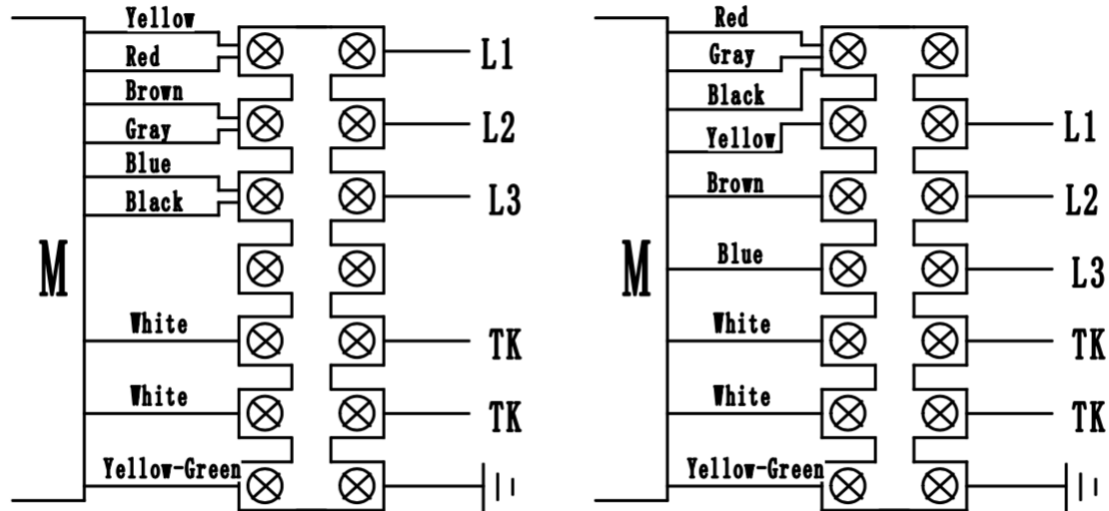 Yellow
Red
L1
Brown
Gray
L2
Blue
Black
L3
M
White
TK
White
TK
Yellow-Green
Red
Gray
Black
Yellow
L1
Brown
L2
Blue
L3
M
White
TK
White
TK
Yellow-Green